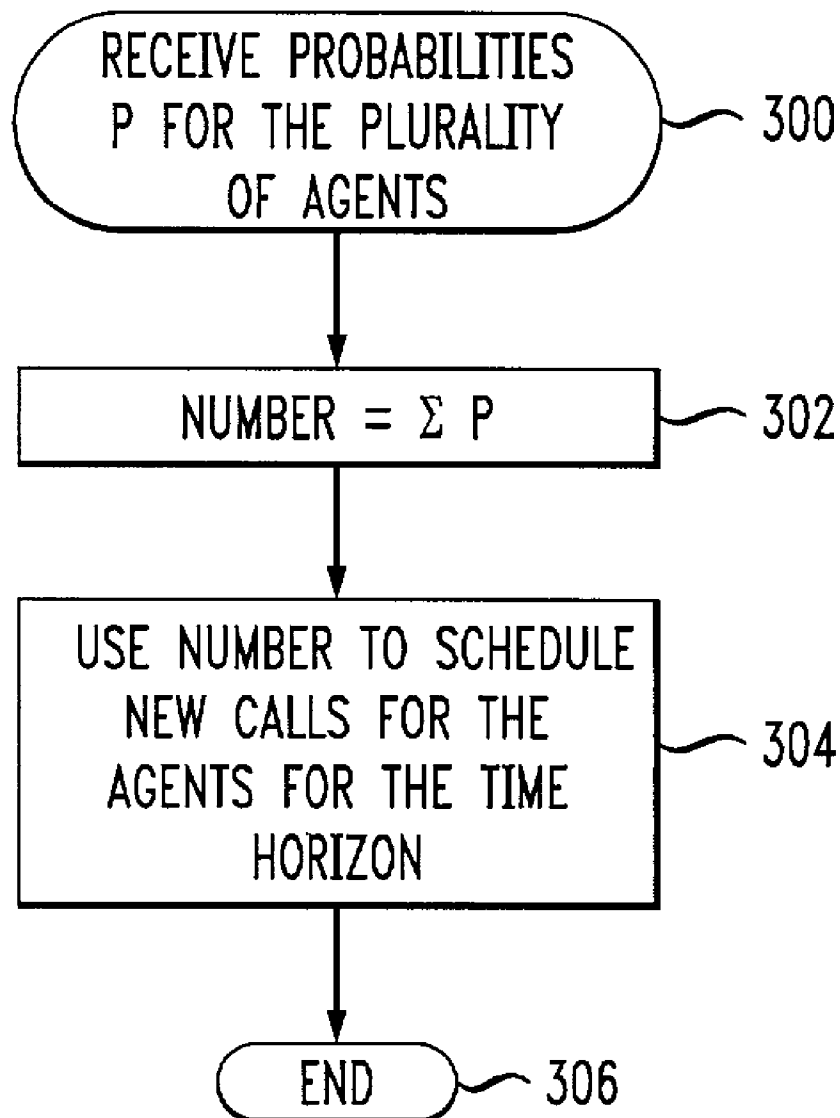 RECEIVE PROBABILITIES
P FOR THE PLURALITY
OF AGENTS
300
NUMBER = Σ P
302
USE NUMBER TO SCHEDULE
NEW CALLS FOR THE
AGENTS FOR THE TIME
HORIZON
304
END
306